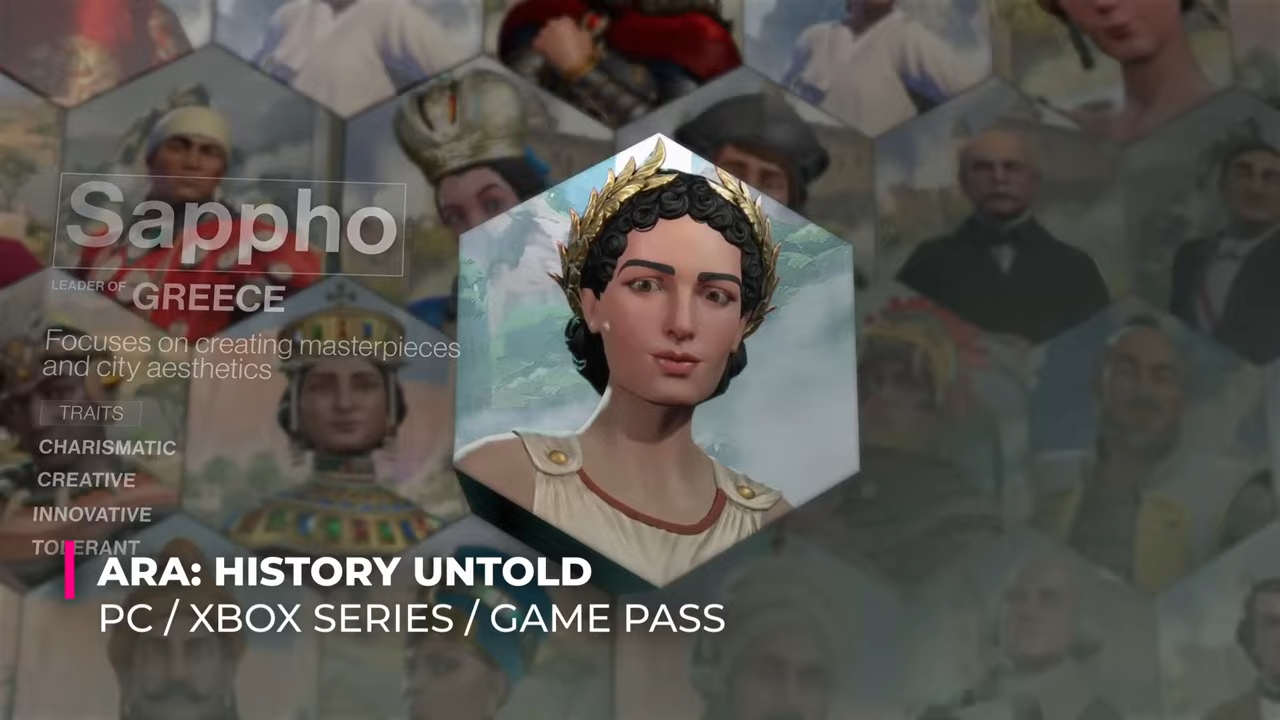 Sappho
LEADER OF GREECE
Focuses on creating masterpieces
and city aesthetics
TRAITS
CHARISMATIC
CREATIVE
INNOVATIVE
TOLERANT
ARA: HISTORY UNTOLD
PC / XBOX SERIES / GAME PASS